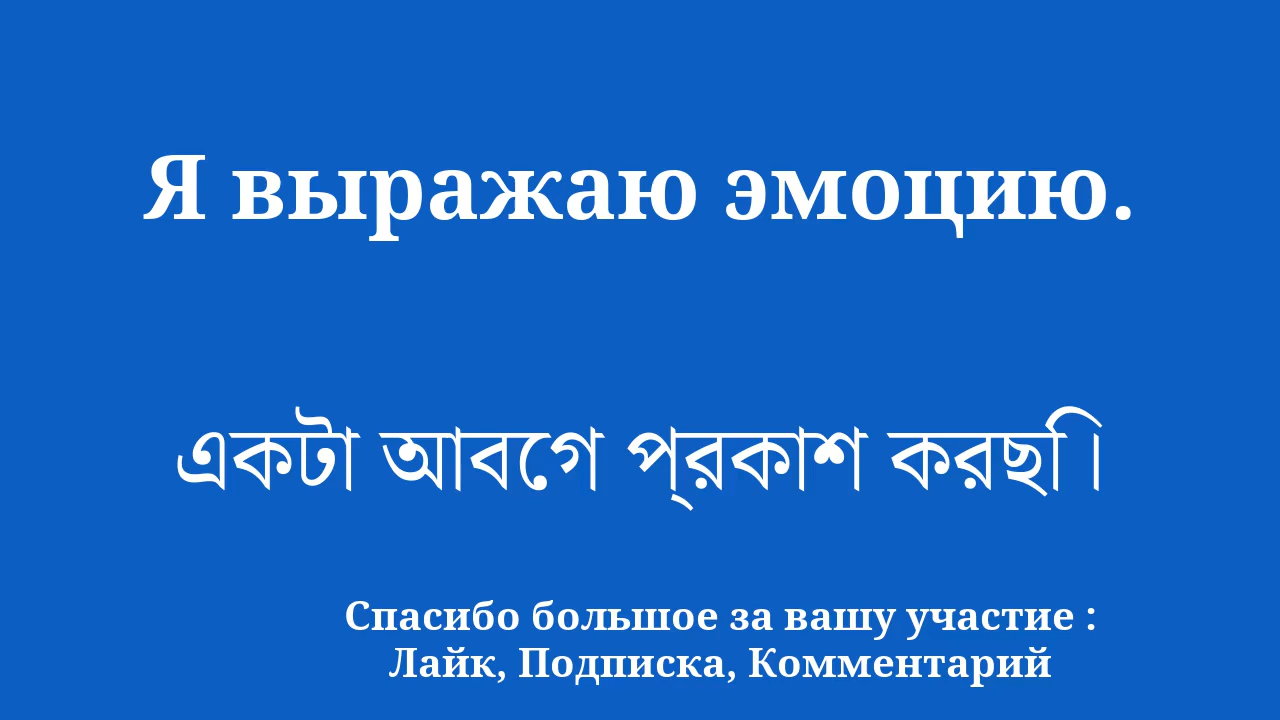 Я выражаю эмоцию.
একটা আবেগ প্রকাশ করছি।
Спасибо большое за вашу участие :
Лайк, Подписка, Комментарий